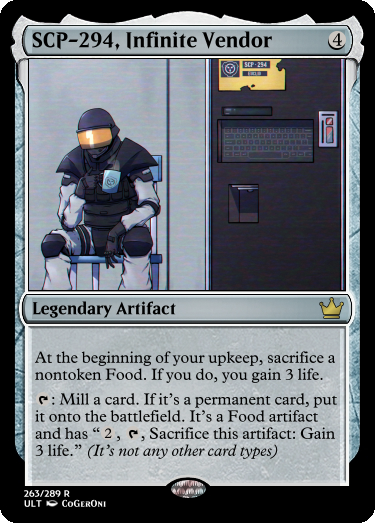 SCP-294, Infinite Vendor 4
SCP-294
EUCLID
Legendary Artifact
At the beginning of your upkeep, sacrifice a
nontoken Food. If you do, you gain 3 life.
: Mill a card. If it's a permanent card, put
it onto the battlefield. It's a Food artifact
and has “ 2 , , Sacrifice this artifact: Gain
3 life.” (It's not any other card types)
263/289 R
ULT CoGerOni